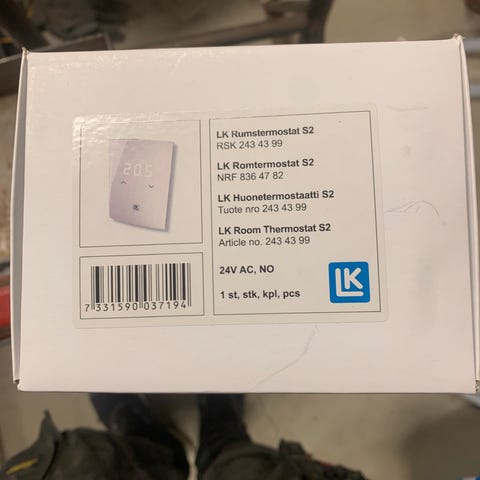 20.5
LK Rumstermostat S2
RSK 243 43 99
LK Romtermostat S2
NRF 836 47 82
LK Huonetermostaatti S2
Tuote nro 243 43 99
LK Room Thermostat S2
Article no. 243 43 99
24V AC, NO
1 st, stk, kpl, pcs
LK
7 331590 037194